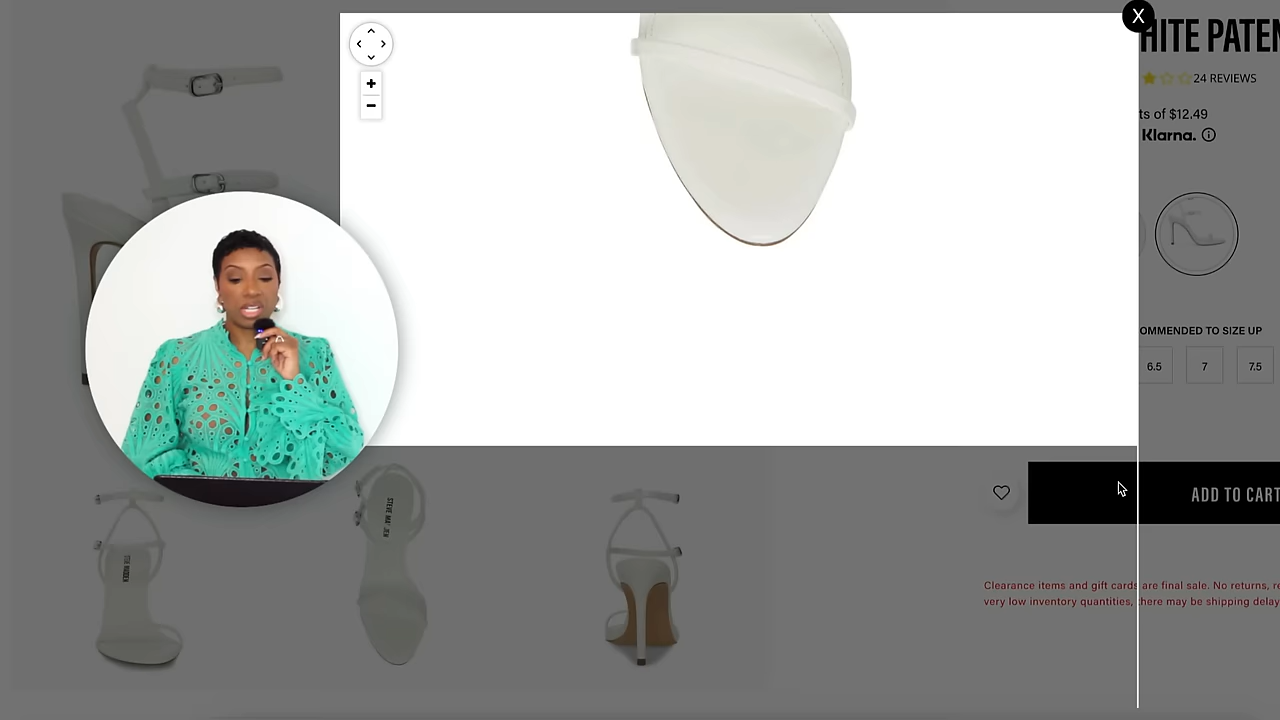 X
HITE PATEN
24 REVIEWS
ts of $12.49
Klarna.
OMMENDED TO SIZE UP
6.5 7 7.5
ADD TO CART
Clearance items and gift cards are final sale. No returns, re
very low inventory quantities, there may be shipping delay